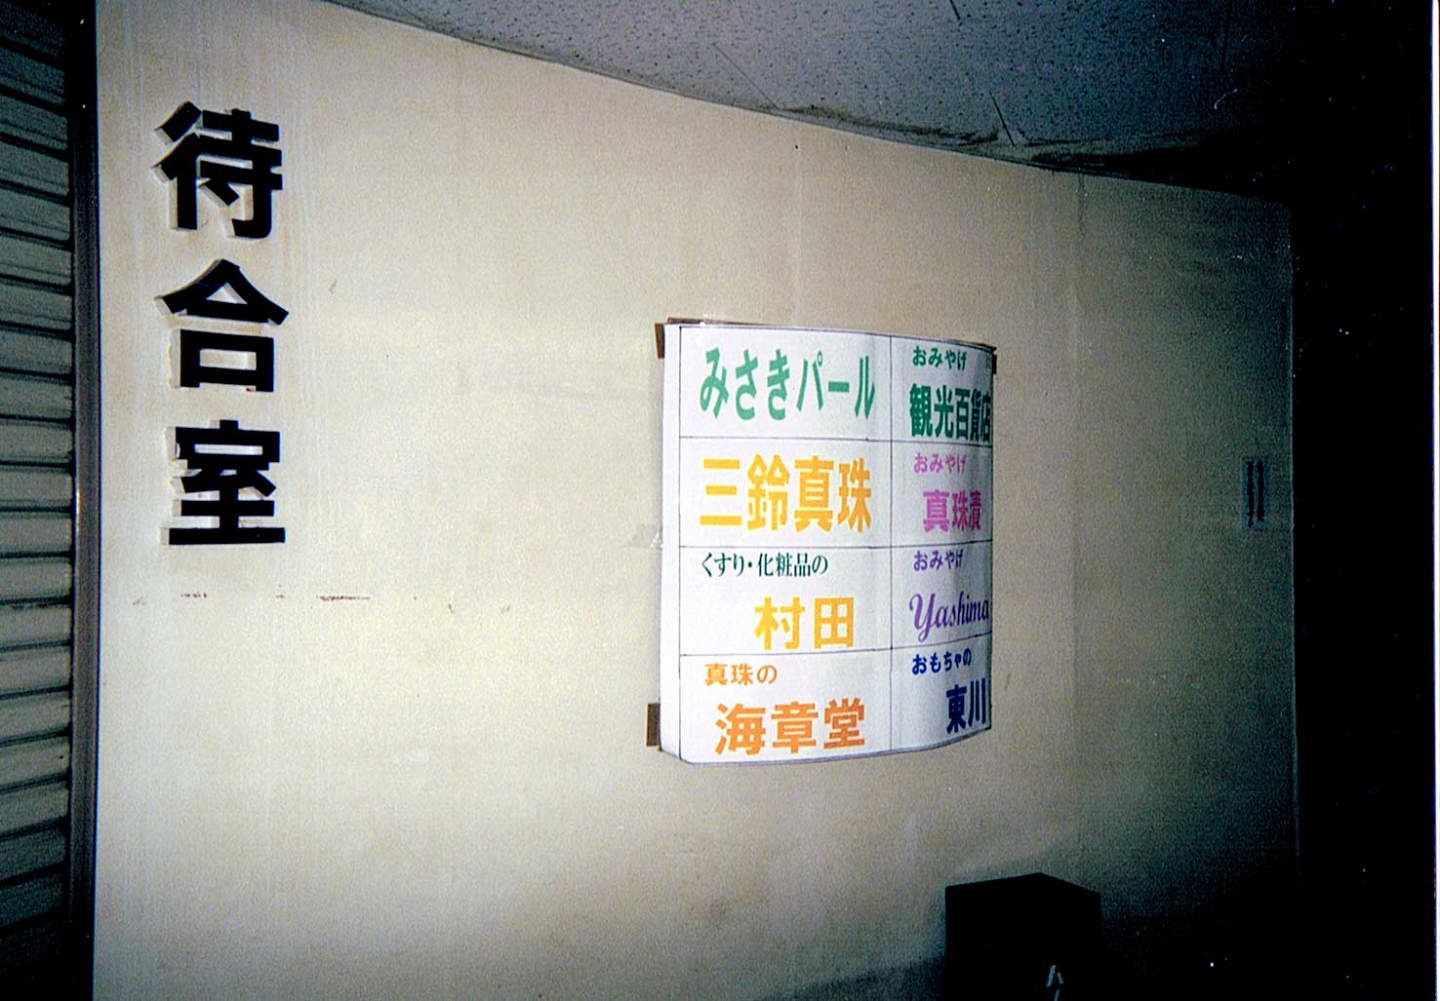 待合室
みさきパール
三鈴真珠
くすり・化粧品の
村田
真珠の
海章堂
おみやげ
観光百貨店
おみやげ
真珠漬
おみやげ
Yashima
おもちゃの
東川